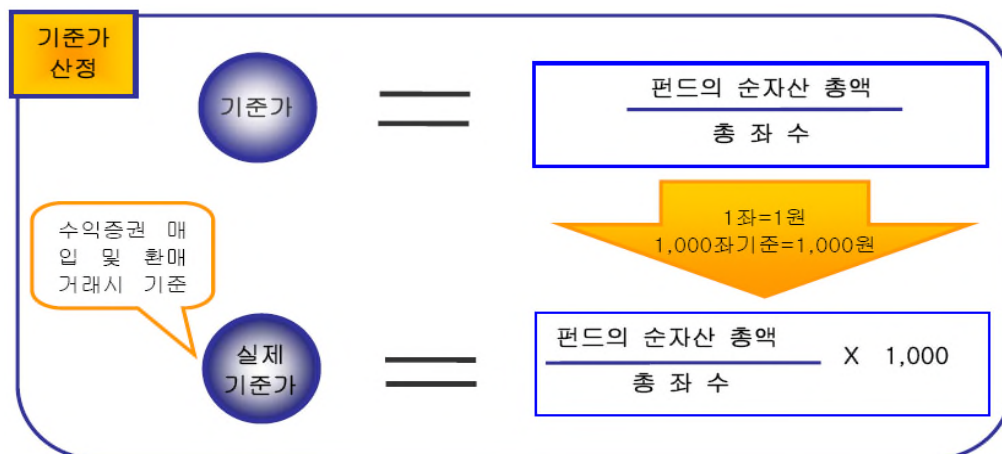 기준가
산정
기준가
펀드의 순자산 총액
총 좌 수
1좌=1원
1,000좌기준=1,000원
수익증권 매
입 및 환매
거래시 기준
실제
기준가
펀드의 순자산 총액
총 좌 수
X 1,000